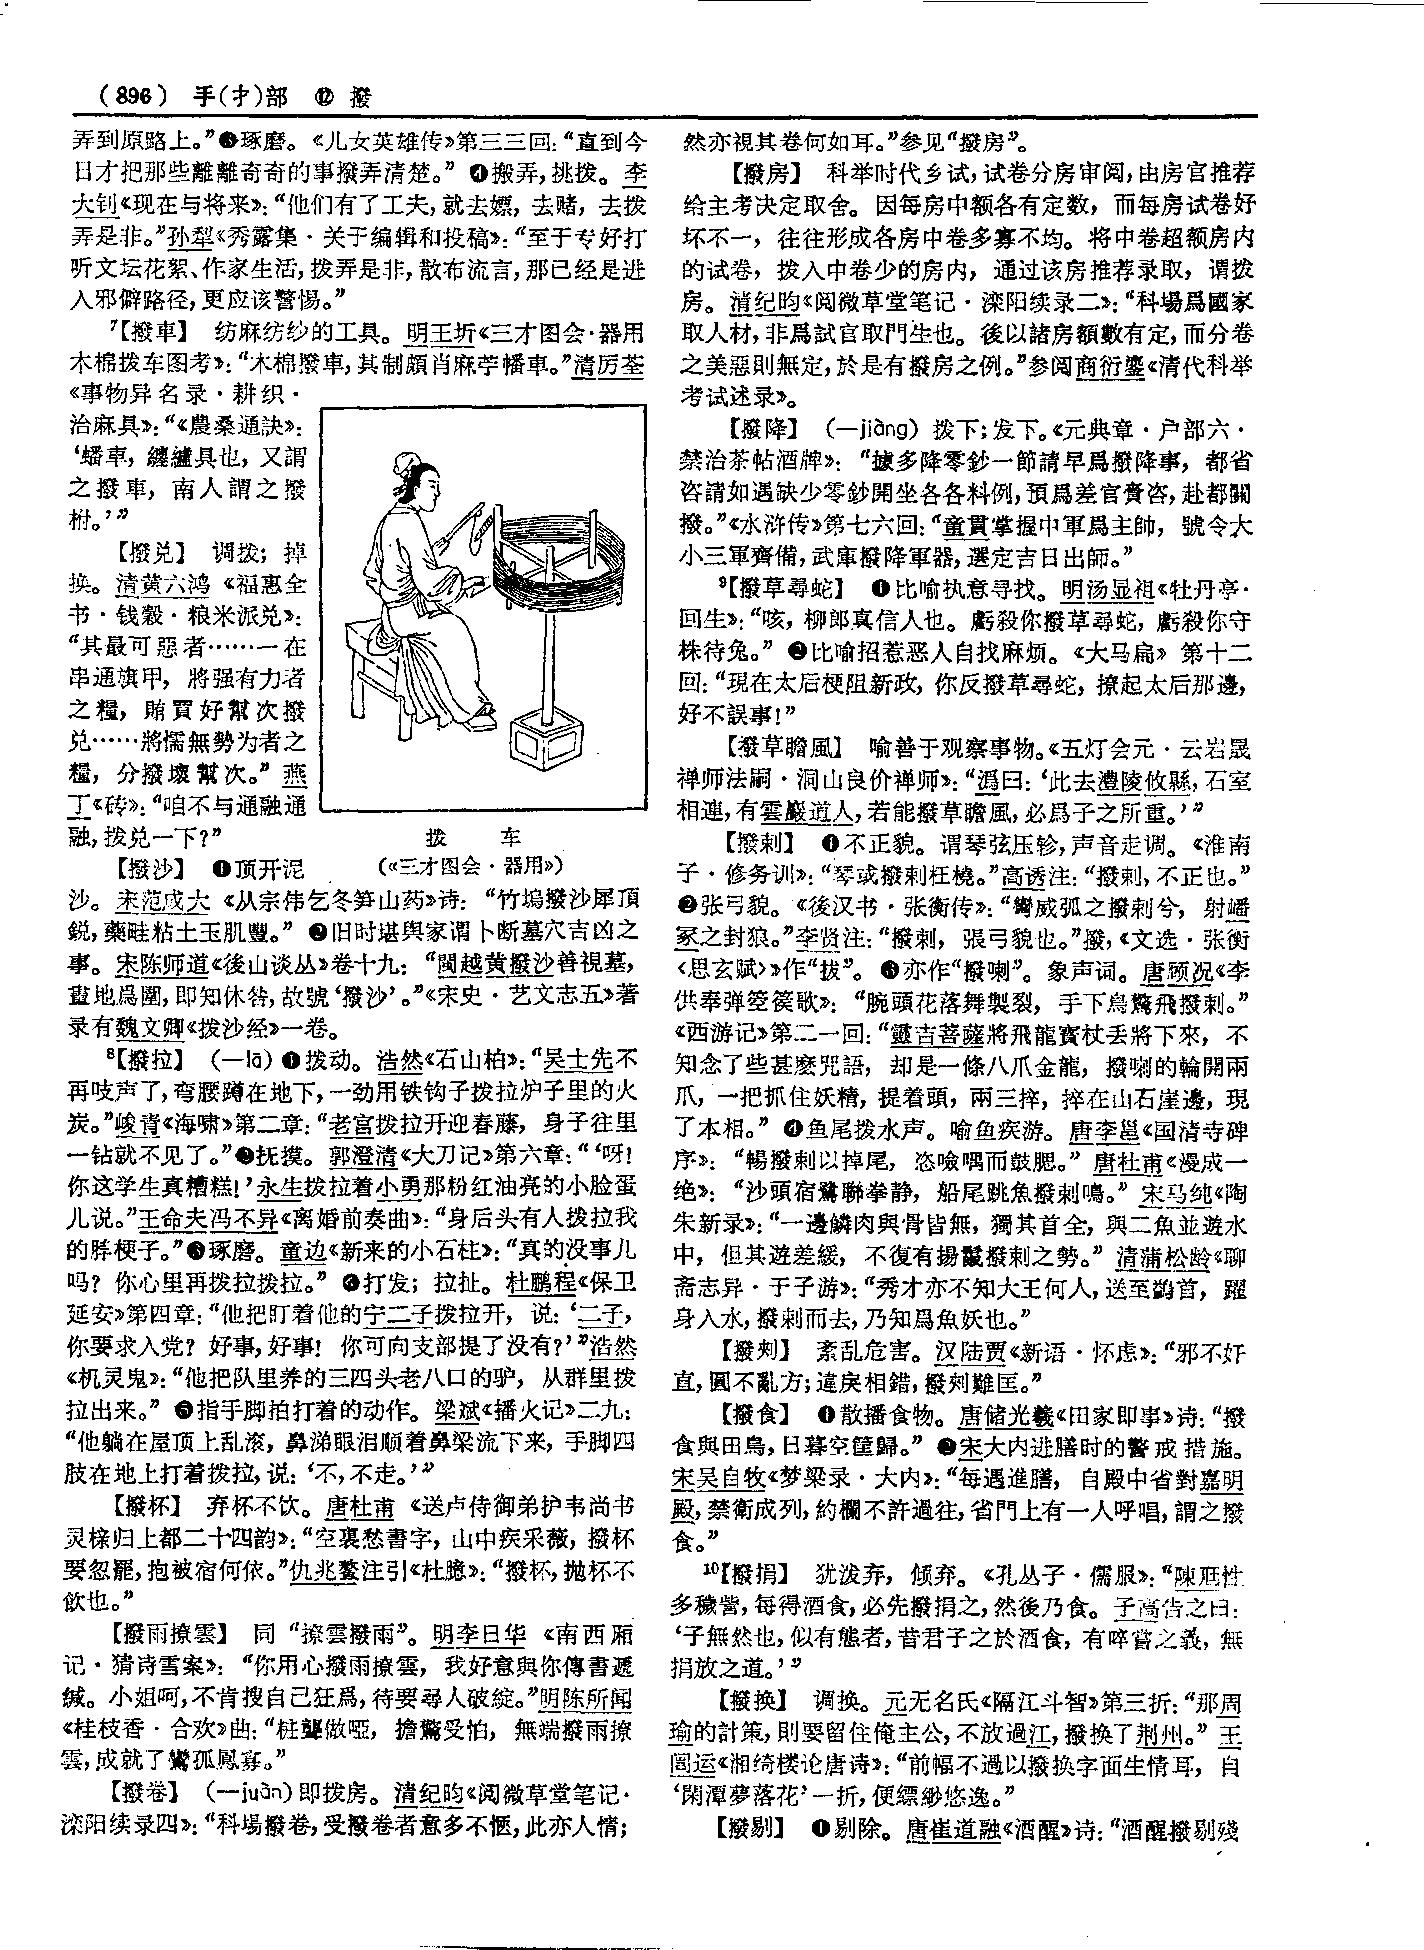 (896) 手(扌)部 ⑫ 撥
弄到原路上。”❸琢磨。《儿女英雄传》第三三回：“直到今
日才把那些離離奇奇的事撥弄清楚。” ❹搬弄，挑拨。李
大钊《现在与将来》：“他们有了工夫，就去嫖，去赌，去拨
弄是非。”孙犁《秀露集·关于编辑和投稿》：“至于专好打
听文坛花絮、作家生活，拨弄是非，散布流言，那已经是进
入邪僻路径，更应该警惕。”
7【撥車】 纺麻纺纱的工具。明王圻《三才图会·器用
木棉拨车图考》：“木棉撥車，其制頗肖麻苧幡車。”清厉荃
《事物异名录·耕织·
治麻具》：“《農桑通訣》：
‘蟠車，纏纑具也，又謂
之撥車，南人謂之撥
柎。’”
【撥兑】 调拨；掉
换。清黄六鸿《福惠全
书·钱穀·粮米派兑》：
“其最可惡者……一在
串通旗甲，將强有力者
之糧，賄買好幫次撥
兑……將懦無勢为者之
糧，分撥壞幫次。” 燕
丁《砖》：“咱不与通融通
融，拨兑一下？”
拨 车
(《三才图会·器用》)
【撥沙】 ❶顶开泥
沙。宋范成大《从宗伟乞冬笋山药》诗：“竹塢撥沙犀頂
鋭，藥畦粘土玉肌豐。” ❷旧时堪舆家谓卜断墓穴吉凶之
事。宋陈师道《後山谈丛》卷十九：“閩越黄撥沙善視墓，
畫地爲圖，即知休咎，故號‘撥沙’。”《宋史·艺文志五》著
录有魏文卿《拨沙经》一卷。
8【撥拉】 (—lā) ❶拨动。浩然《石山柏》：“吴士先不
再吱声了，弯腰蹲在地下，一劲用铁钩子拨拉炉子里的火
炭。”峻青《海啸》第二章：“老宫拨拉开迎春藤，身子往里
一钻就不见了。”❷抚摸。郭澄清《大刀记》第六章：“‘呀！
你这学生真糟糕！’永生拨拉着小勇那粉红油亮的小脸蛋
儿说。”王命夫冯不异《离婚前奏曲》：“身后头有人拨拉我
的脖梗子。”❸琢磨。童边《新来的小石柱》：“真的没事儿
吗？你心里再拨拉拨拉。” ❹打发；拉扯。杜鹏程《保卫
延安》第四章：“他把盯着他的宁二子拨拉开，说：‘二子，
你要求入党？好事，好事！你可向支部提了没有？’”浩然
《机灵鬼》：“他把队里养的三四头老八口的驴，从群里拨
拉出来。” ❺指手脚拍打着的动作。梁斌《播火记》二九：
“他躺在屋顶上乱滚，鼻涕眼泪顺着鼻梁流下来，手脚四
肢在地上打着拨拉，说：‘不，不走。’”
【撥杯】 弃杯不饮。唐杜甫《送卢侍御弟护韦尚书
灵榇归上都二十四韵》：“空裏愁書字，山中疾采薇，撥杯
要忽罷，抱被宿何依。”仇兆鳌注引《杜臆》：“撥杯，抛杯不
飲也。”
【撥雨撩雲】 同“撩雲撥雨”。明李日华《南西厢
记·猜诗雪案》：“你用心撥雨撩雲，我好意與你傳書遞
缄。小姐呵，不肯搜自己狂爲，待要尋人破綻。”明陈所闻
《桂枝香·合欢》曲：“粧聾做啞，擔驚受怕，無端撥雨撩
雲，成就了鸞孤鳳寡。”
【撥卷】 (—juàn) 即拨房。清纪昀《阅微草堂笔记·
滦阳续录四》：“科場撥卷，受撥卷者意多不愜，此亦人情；
然亦視其卷何如耳。”参见“撥房”。
【撥房】 科举时代乡试，试卷分房审阅，由房官推荐
给主考决定取舍。因每房中额各有定数，而每房试卷好
坏不一，往往形成各房中卷多寡不均。将中卷超额房内
的试卷，拨入中卷少的房内，通过该房推荐录取，谓拨
房。清纪昀《阅微草堂笔记·滦阳续录二》：“科場爲國家
取人材，非爲試官取門生也。後以諸房額數有定，而分卷
之美惡則無定，於是有撥房之例。”参阅商衍鎏《清代科举
考试述录》。
【撥降】 (—jiàng) 拨下；发下。《元典章·户部六·
禁治茶帖酒牌》：“據多降零鈔一節請早爲撥降事，都省
咨請如遇缺少零鈔開坐各各料例，預爲差官賫咨，赴都關
撥。”《水浒传》第七六回：“童貫掌握中軍爲主帥，號令大
小三軍齊備，武庫撥降軍器，選定吉日出師。”
9【撥草尋蛇】 ❶比喻执意寻找。明汤显祖《牡丹亭·
回生》：“咳，柳郎真信人也。虧殺你撥草尋蛇，虧殺你守
株待兔。” ❷比喻招惹恶人自找麻烦。《大马扁》第十二
回：“現在太后梗阻新政，你反撥草尋蛇，撩起太后那邊，
好不誤事！”
【撥草瞻風】 喻善于观察事物。《五灯会元·云岩晟
禅师法嗣·洞山良价禅师》：“溈曰：‘此去澧陵攸縣，石室
相連，有雲巖道人，若能撥草瞻風，必爲子之所重。’”
【撥剌】 ❶不正貌。谓琴弦压轸，声音走调。《淮南
子·修务训》：“琴或撥剌枉橈。”高诱注：“撥剌，不正也。”
❷张弓貌。《後汉书·张衡传》：“彎威弧之撥剌兮，射嶓
冢之封狼。”李贤注：“撥剌，張弓貌也。”撥，《文选·张衡
〈思玄赋〉》作“拔”。 ❸亦作“撥喇”。象声词。唐顾况《李
供奉弹箜篌歌》：“腕頭花落舞製裂，手下鳥驚飛撥剌。”
《西游记》第二一回：“靈吉菩薩將飛龍寶杖丢將下來，不
知念了些甚麽咒語，却是一條八爪金龍，撥喇的輪開兩
爪，一把抓住妖精，提着頭，兩三捽，捽在山石崖邊，現
了本相。” ❹鱼尾拨水声。喻鱼疾游。唐李邕《国清寺碑
序》：“暢撥剌以掉尾，恣噞喁而鼓腮。” 唐杜甫《漫成一
绝》：“沙頭宿鷺聯拳静，船尾跳魚撥剌鳴。” 宋马纯《陶
朱新录》：“一邊鱗肉與骨皆無，獨其首全，與二魚並遊水
中，但其遊差緩，不復有揚鬣撥剌之勢。” 清蒲松龄《聊
斋志异·于子游》：“秀才亦不知大王何人，送至鷁首，躍
身入水，撥剌而去，乃知爲魚妖也。”
【撥刺】 紊乱危害。汉陆贾《新语·怀虑》：“邪不奸
直，圓不亂方；違戾相錯，撥刺難匡。”
【撥食】 ❶散播食物。唐储光羲《田家即事》诗：“撥
食與田烏，日暮空筐歸。” ❷宋大内进膳时的警戒措施。
宋吴自牧《梦粱录·大内》：“每遇進膳，自殿中省對嘉明
殿，禁衛成列，約欄不許過往，省門上有一人呼唱，謂之撥
食。”
10【撥捐】 犹泼弃，倾弃。《孔丛子·儒服》：“陳尫性
多穢訾，每得酒食，必先撥捐之，然後乃食。子高告之曰：
‘子無然也，似有態者，昔君子之於酒食，有啐嘗之義，無
捐放之道。’”
【撥换】 调换。元无名氏《隔江斗智》第三折：“那周
瑜的計策，則要留住俺主公，不放過江，撥换了荆州。” 王
闿运《湘绮楼论唐诗》：“前幅不過以撥换字面生情耳，自
‘閑潭夢落花’一折，便縹緲悠逸。”
【撥剔】 ❶剔除。唐崔道融《酒醒》诗：“酒醒撥剔殘